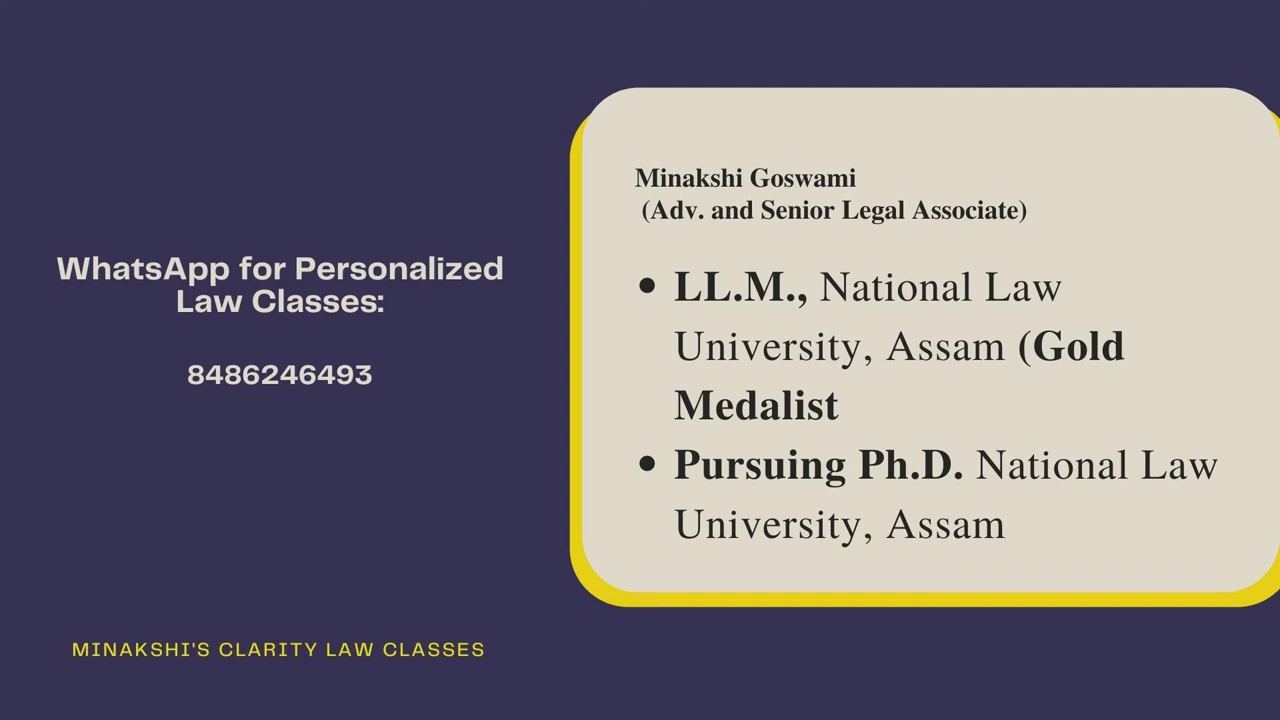 WhatsApp for Personalized
Law Classes:
8486246493
MINAKSHI'S CLARITY LAW CLASSES
Minakshi Goswami
(Adv. and Senior Legal Associate)
• LL.M., National Law
University, Assam (Gold
Medalist
• Pursuing Ph.D. National Law
University, Assam